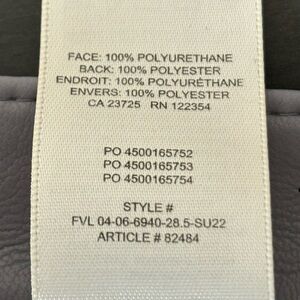 FACE: 100% POLYURETHANE
BACK: 100% POLYESTER
ENDROIT: 100% POLYURÉTHANE
ENVERS: 100% POLYESTER
CA 23725 RN 122354
PO 4500165752
PO 4500165753
PO 4500165754
STYLE #
FVL 04-06-6940-28.5-SU22
ARTICLE # 82484